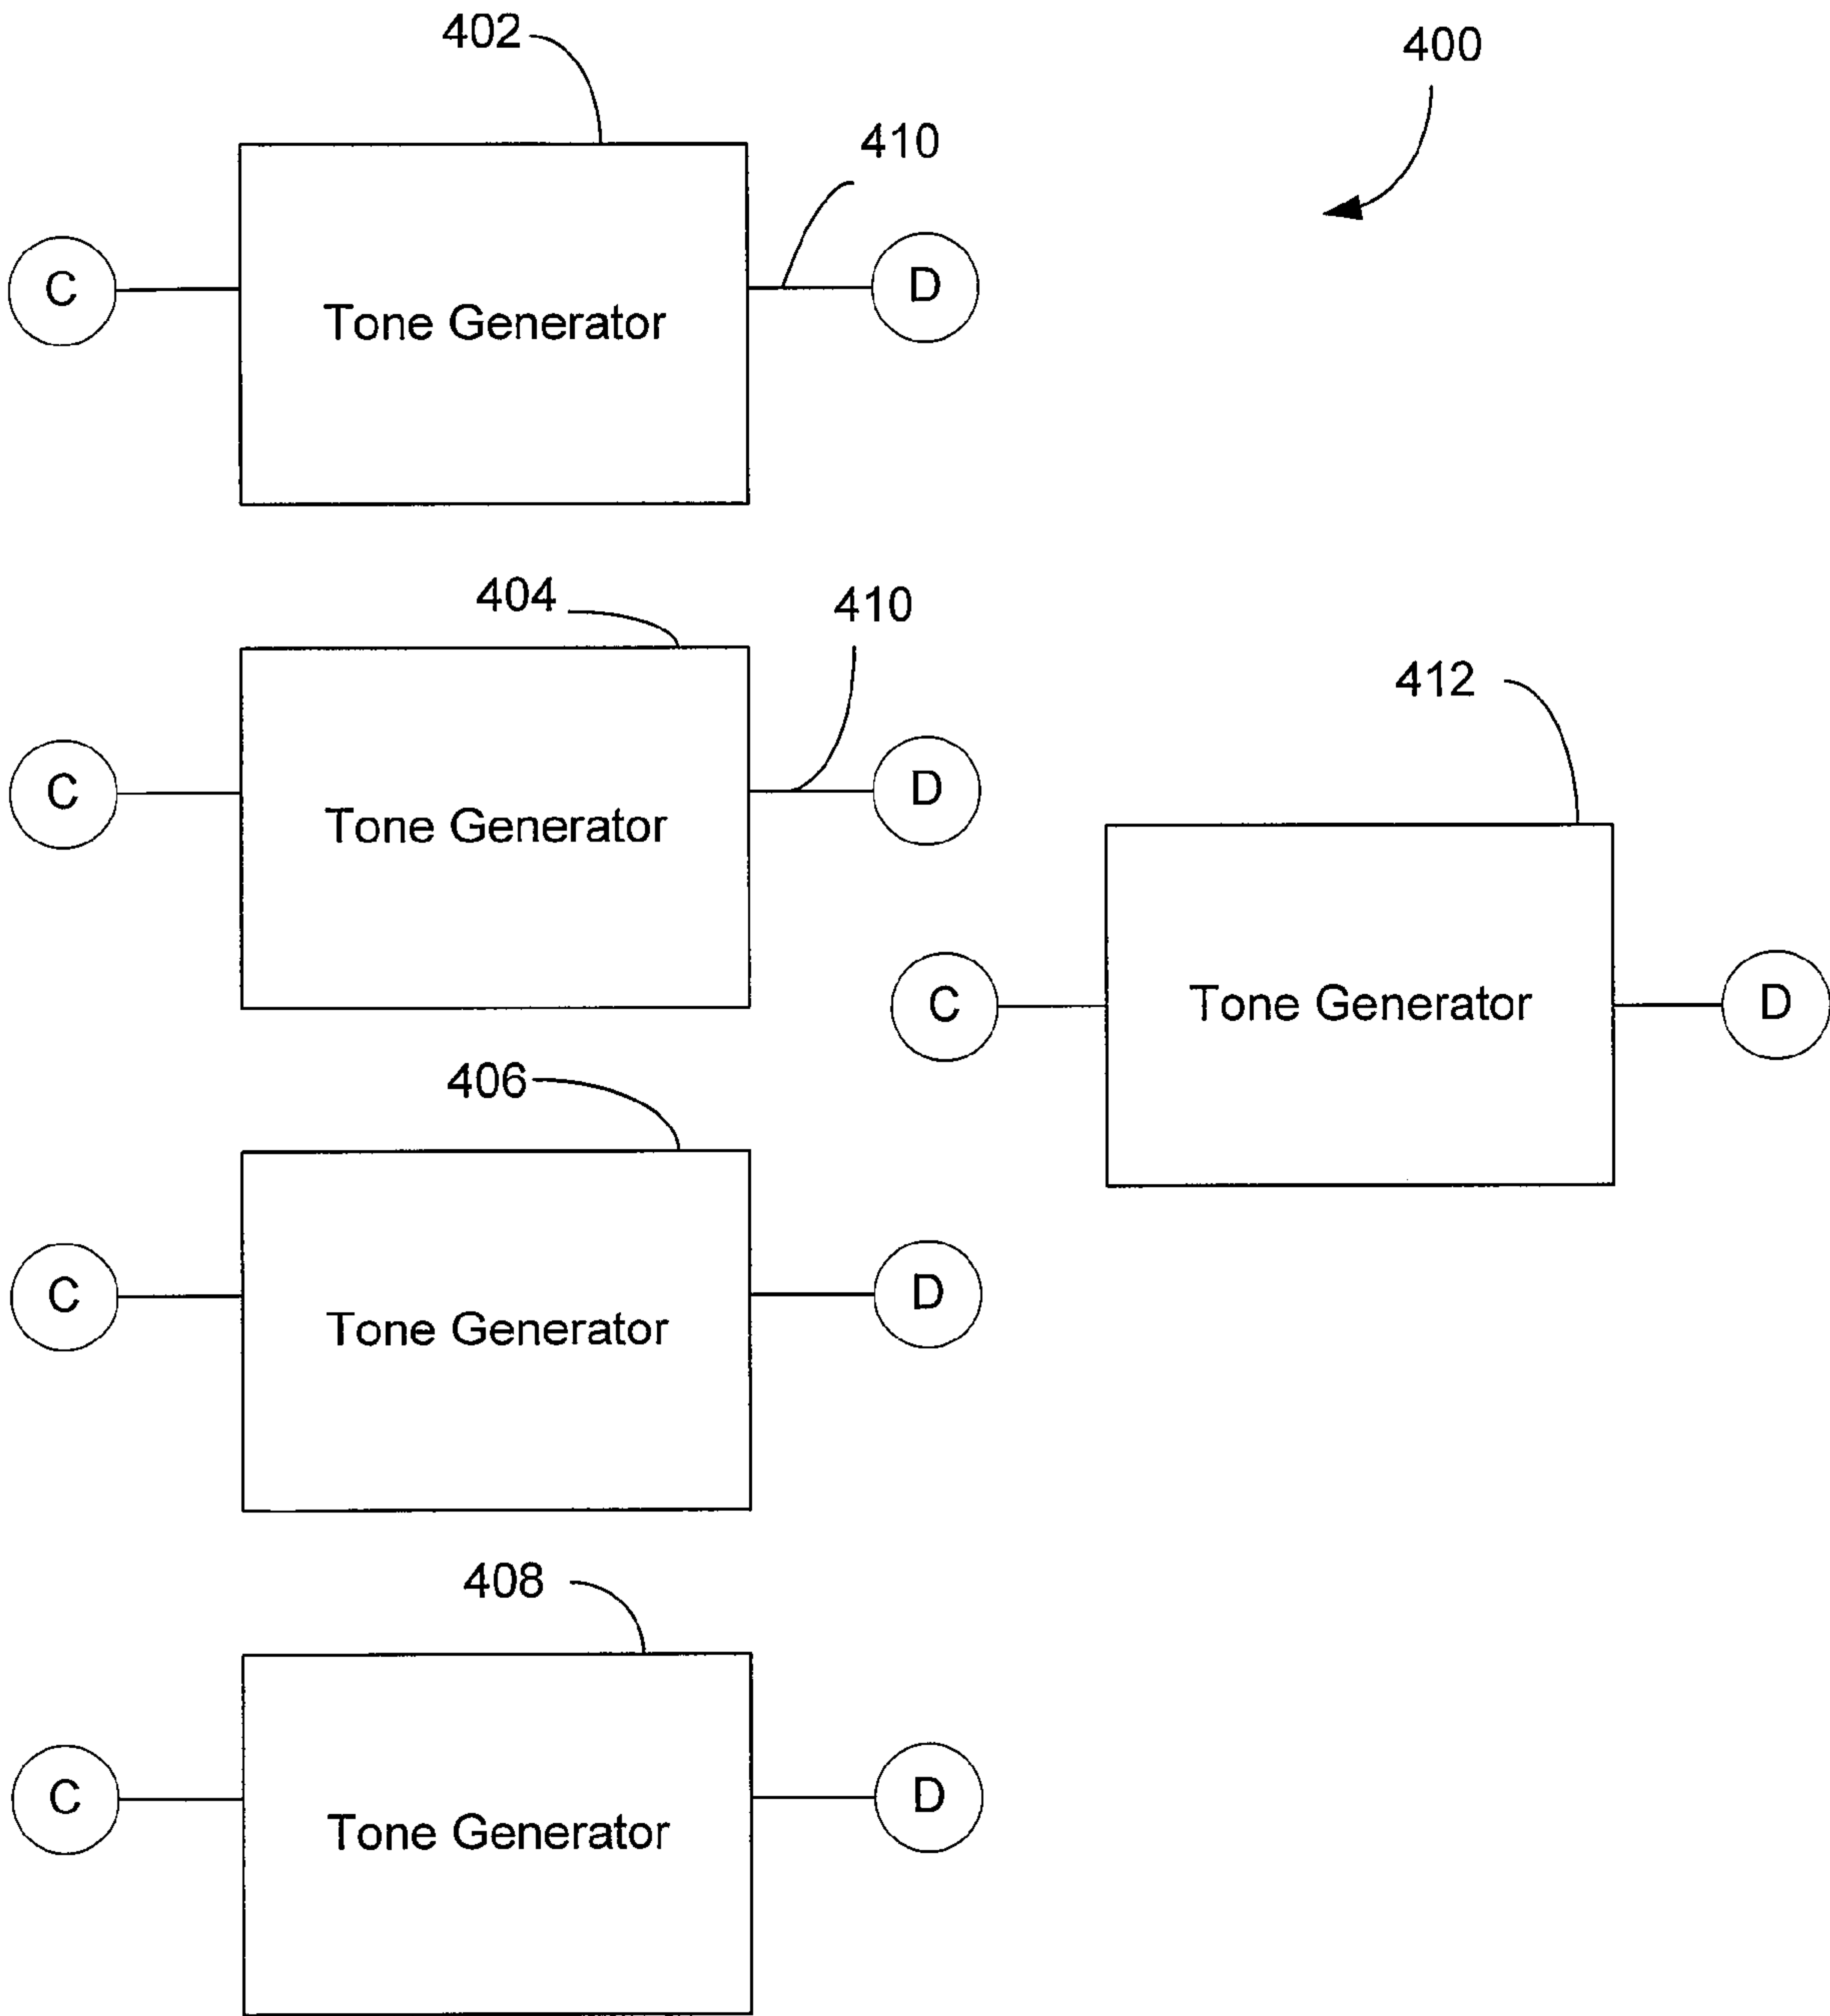 402
400
410
C
Tone Generator
D
404
410
C
Tone Generator
D
412
C
Tone Generator
D
406
C
Tone Generator
D
408
C
Tone Generator
D